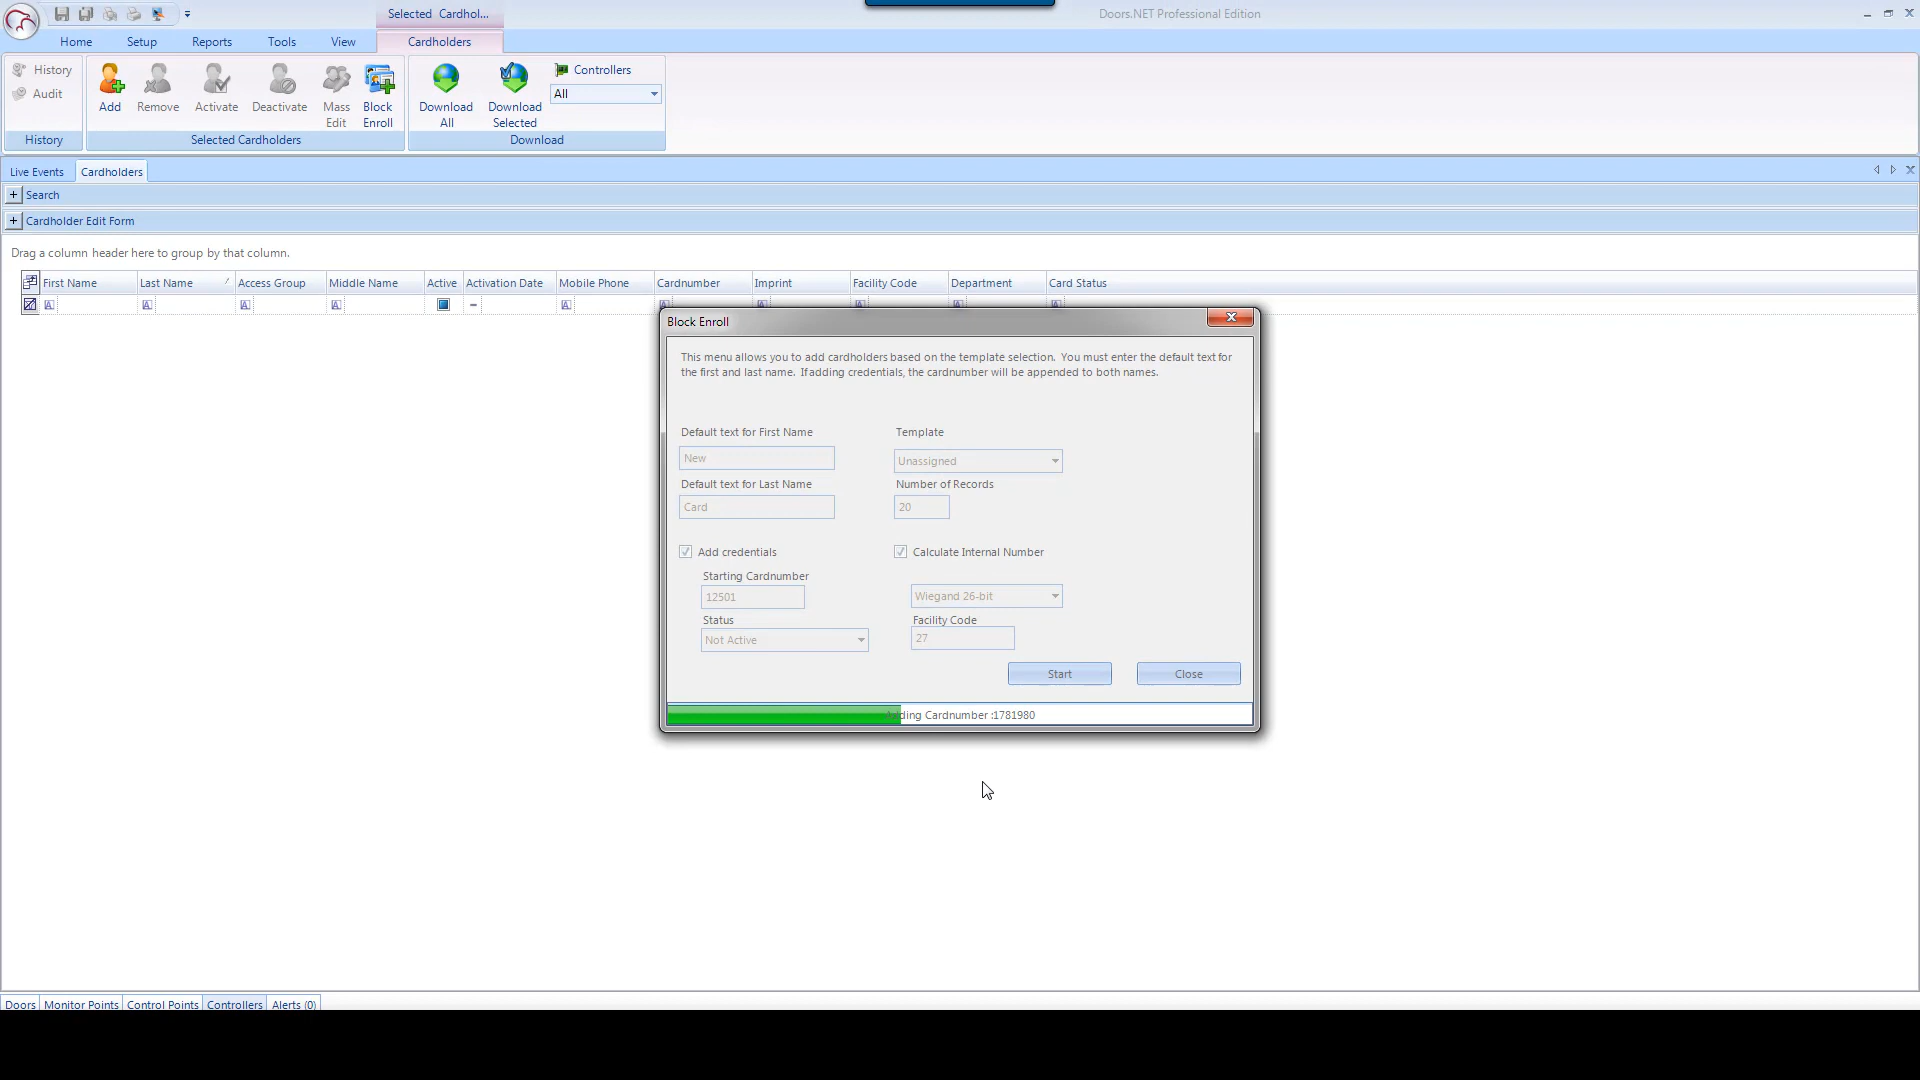 Selected Cardhol...
Doors.NET Professional Edition
Home Setup Reports Tools View Cardholders
History
Audit
Add
Remove
Activate
Deactivate
Mass
Edit
Block
Enroll
Download
All
Download
Selected
Controllers
All
History
Selected Cardholders
Download
Live Events Cardholders
+ Search
+ Cardholder Edit Form
Drag a column header here to group by that column.
First Name Last Name Access Group Middle Name Active Activation Date Mobile Phone Cardnumber Imprint Facility Code Department Card Status
Block Enroll
This menu allows you to add cardholders based on the template selection. You must enter the default text for
the first and last name. If adding credentials, the cardnumber will be appended to both names.
Default text for First Name
New
Template
Unassigned
Default text for Last Name
Card
Number of Records
20
Add credentials
Calculate Internal Number
Starting Cardnumber
12501
Wiegand 26-bit
Status
Not Active
Facility Code
27
Start
Close
Adding Cardnumber :1781980
Doors Monitor Points Control Points Controllers Alerts (0)